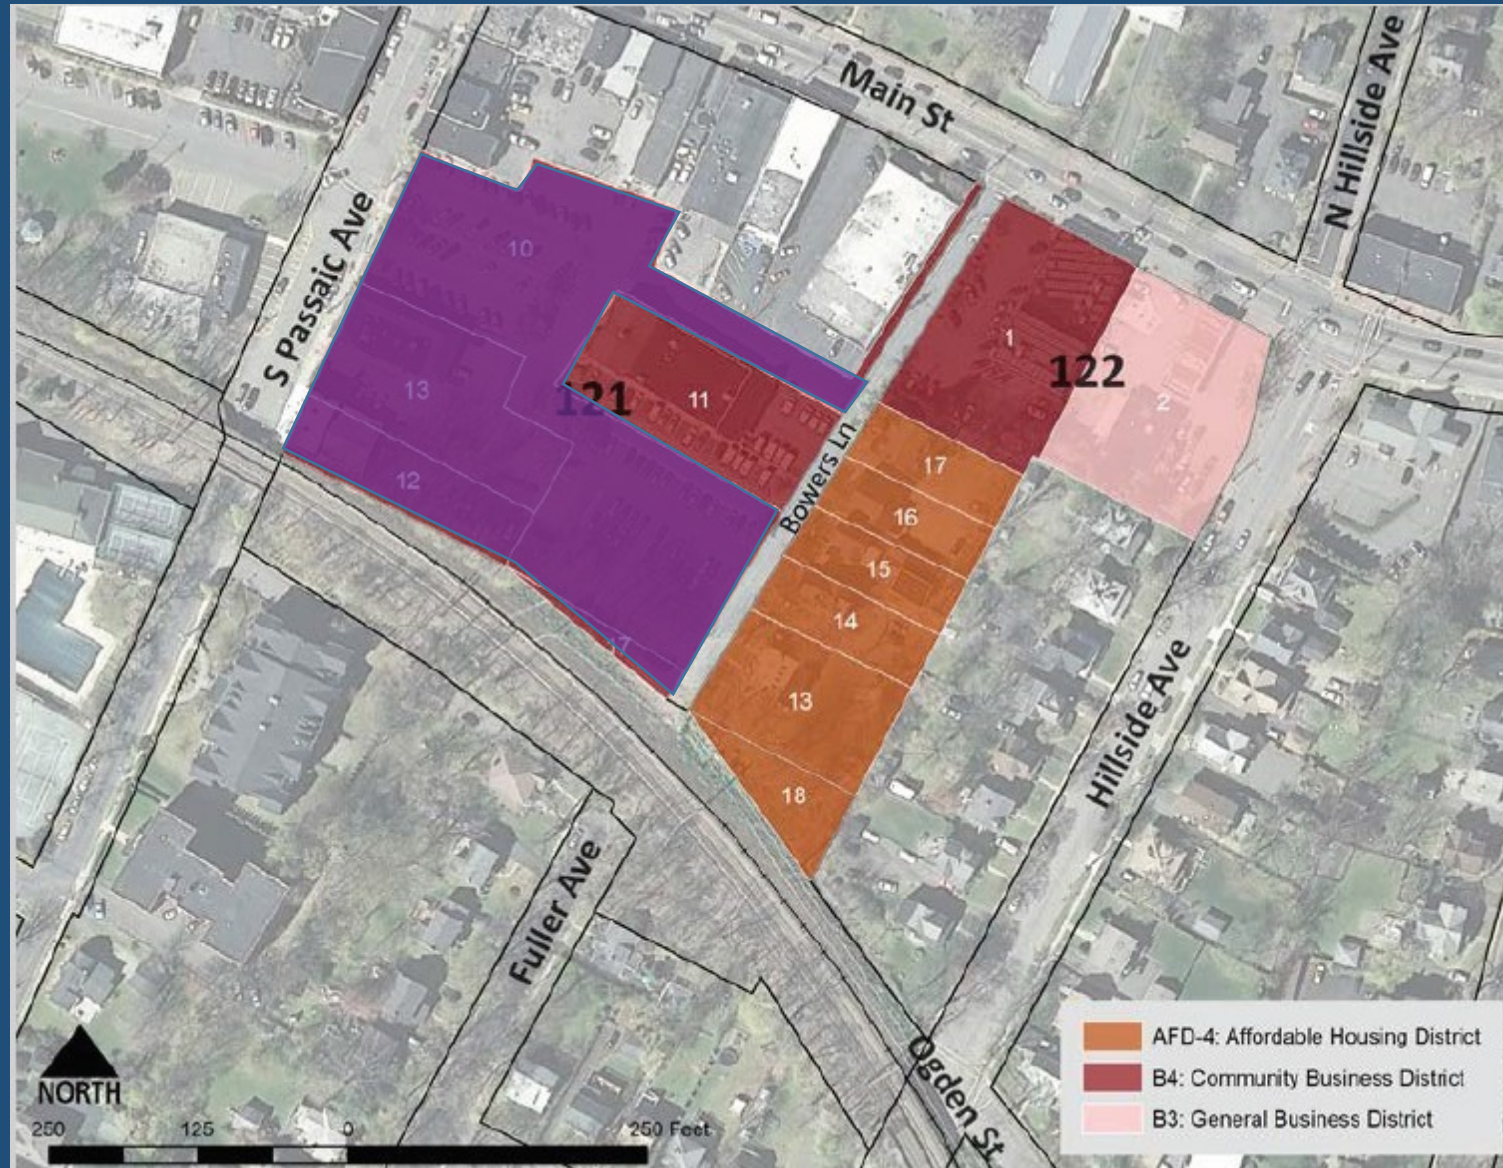 Main St
N Hillside Ave
S Passaic Ave
10
1
122
2
13
121
11
Bowers Ln
17
12
16
15
14
17
13
Hillside Ave
18
Fuller Ave
Ogden St
NORTH
250
125
0
250 Feet
AFD-4: Affordable Housing District
B4: Community Business District
B3: General Business District